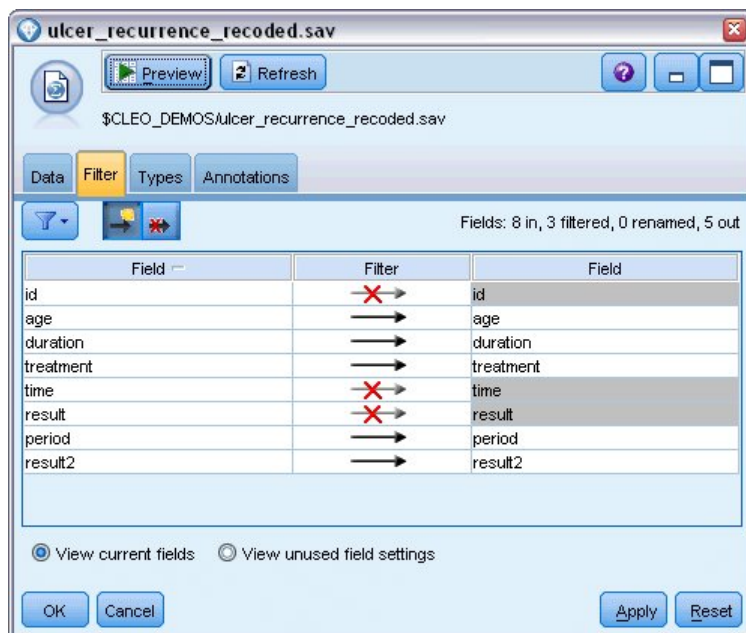 ulcer_recurrence_recoded.sav
Preview Refresh
$CLEO_DEMOS/ulcer_recurrence_recoded.sav
Data Filter Types Annotations
Fields: 8 in, 3 filtered, 0 renamed, 5 out
Field Filter Field
id id
age age
duration duration
treatment treatment
time time
result result
period period
result2 result2
View current fields View unused field settings
OK Cancel Apply Reset